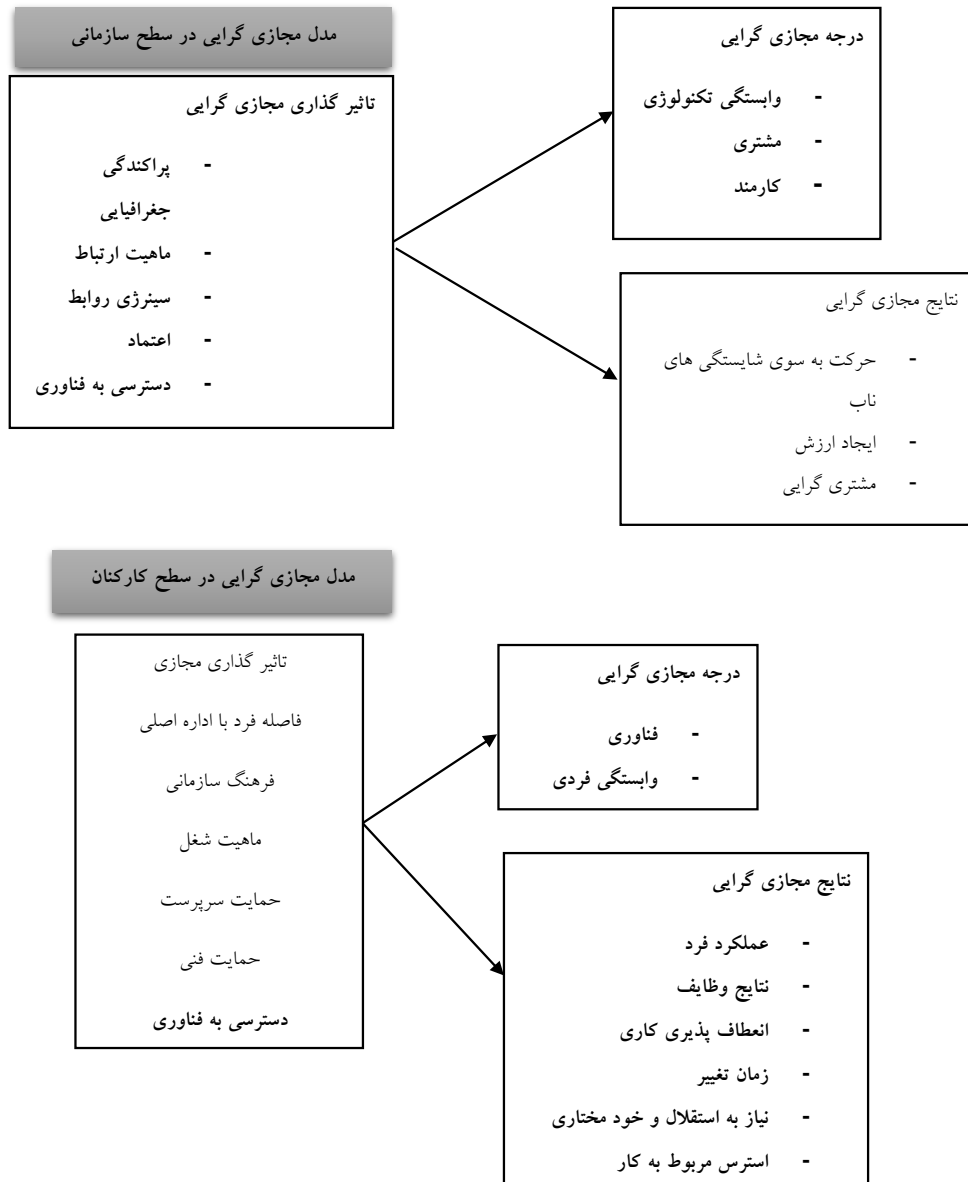 مدل مجازی گرایی در سطح سازمانی
تاثیر گذاری مجازی گرایی
- پراکندگی
جغرافیایی
- ماهیت ارتباط
- سینرژی روابط
- اعتماد
- دسترسی به فناوری
درجه مجازی گرایی
- وابستگی تکنولوژی
- مشتری
- کارمند
نتایج مجازی گرایی
- حرکت به سوی شایستگی های
ناب
- ایجاد ارزش
- مشتری گرایی
مدل مجازی گرایی در سطح کارکنان
تاثیر گذاری مجازی
فاصله فرد با اداره اصلی
فرهنگ سازمانی
ماهیت شغل
حمایت سرپرست
حمایت فنی
دسترسی به فناوری
درجه مجازی گرایی
- فناوری
- وابستگی فردی
نتایج مجازی گرایی
- عملکرد فرد
- نتایج وظایف
- انعطاف پذیری کاری
- زمان تغییر
- نیاز به استقلال و خود مختاری
- استرس مربوط به کار